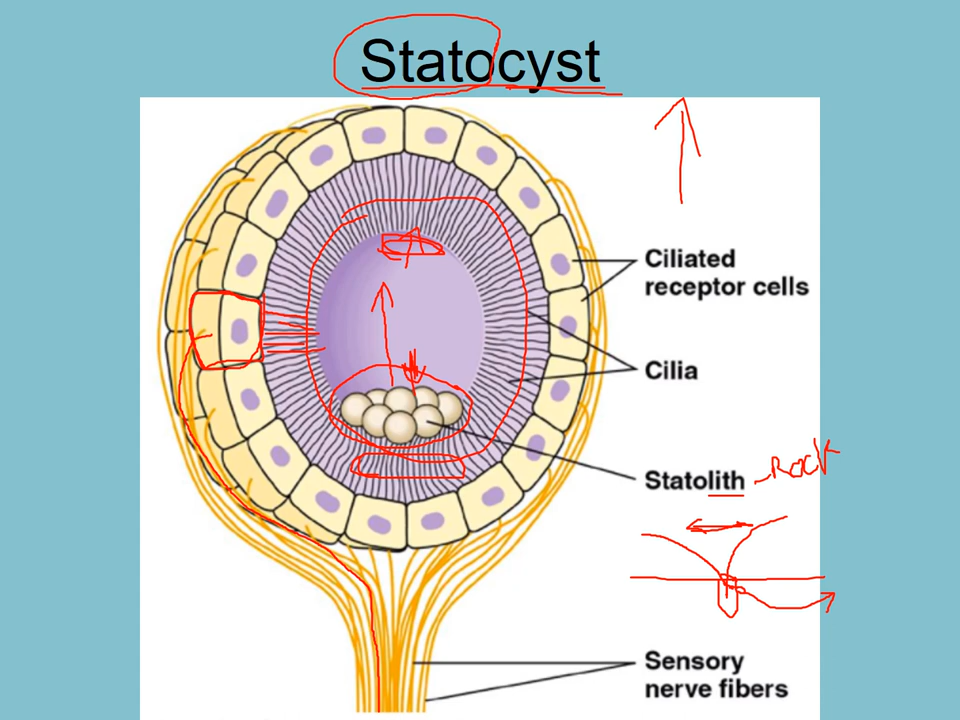 Statocyst
Ciliated
receptor cells
Cilia
Statolith - Rock
Sensory
nerve fibers